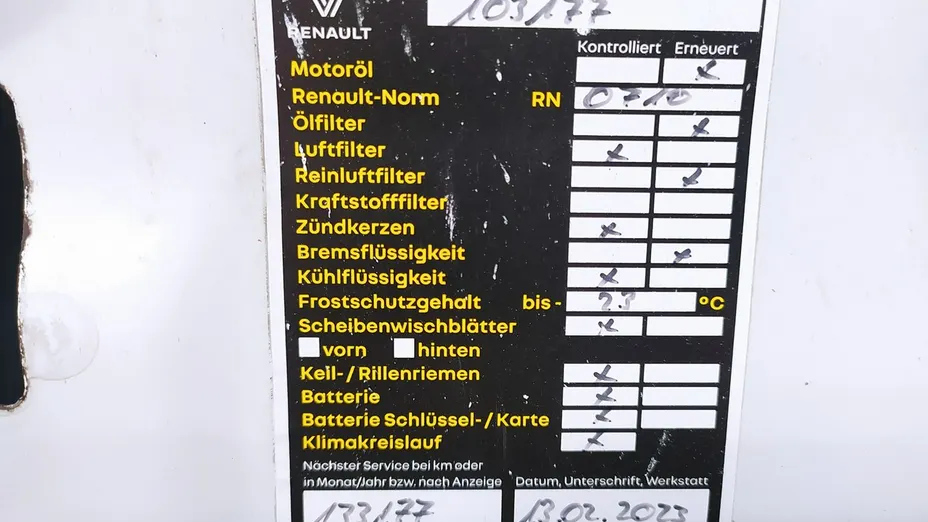 103177
RENAULT
Kontrolliert Erneuert
Motoröl x
Renault-Norm RN 0710
Ölfilter x
Luftfilter x
Reinluftfilter x
Kraftstofffilter
Zündkerzen x
Bremsflüssigkeit x
Kühlflüssigkeit x
Frostschutzgehalt bis - °C
Scheibenwischblätter x
vorn hinten
Keil- / Rillenriemen x
Batterie x
Batterie Schlüssel- / Karte x
Klimakreislauf x
Nächster Service bei km oder
in Monat/Jahr bzw. nach Anzeige
Datum, Unterschrift, Werkstatt
133177
13.02.2023